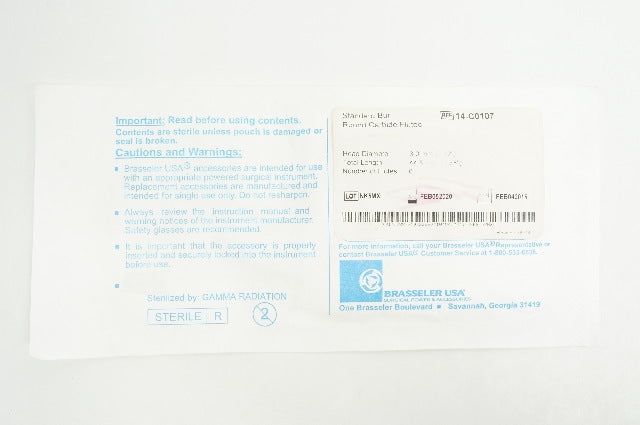 Important: Read before using contents.
Contents are sterile unless pouch is damaged or
seal is broken.
Cautions and Warnings:
Brasseler USA® accessories are intended for use
with an appropriate powered surgical instrument.
Replacement accessories are manufactured and
intended for single use only. Do not resharpen.
Always review the instruction manual and
warning notices of the instrument manufacturer.
Safety glasses are recommended.
It is important that the accessory is properly
inserted and securely locked into the instrument
before use.
Sterilized by: GAMMA RADIATION
STERILE R
2
Standard Bur
Round Carbide Fluted
REF 14-C0107
Head Diameter
Total Length
Number of Flutes
LOT NK5MX
FEB052020
For more information, call your Brasseler USA® Representative or
contact Brasseler USA® Customer Service at
BRASSELER USA®
SURGICAL POWER & ACCESSORIES
One Brasseler Boulevard ■ Savannah, Georgia 31419